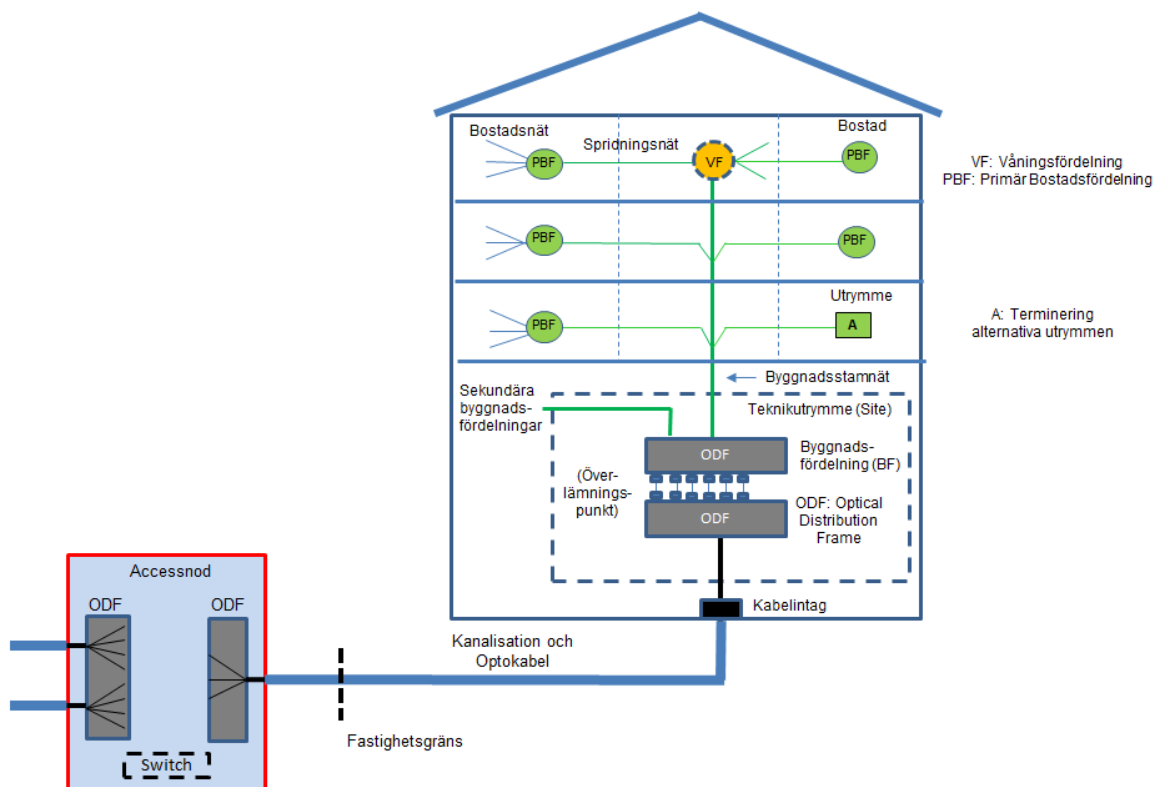 Bostadsnät
Bostad
Spridningsnät
PBF
VF
PBF
VF: Våningsfördelning
PBF: Primär Bostadsfördelning
PBF
PBF
Utrymme
PBF
A
A: Terminering
alternativa utrymmen
Byggnadsstamnät
Sekundära
byggnads-
fördelningar
Teknikutrymme (Site)
ODF
Byggnads-
fördelning (BF)
(Över-
lämnings-
punkt)
ODF
ODF: Optical
Distribution
Frame
Accessnod
ODF
ODF
Kabelintag
Kanalisation och
Optokabel
Fastighetsgräns
Switch